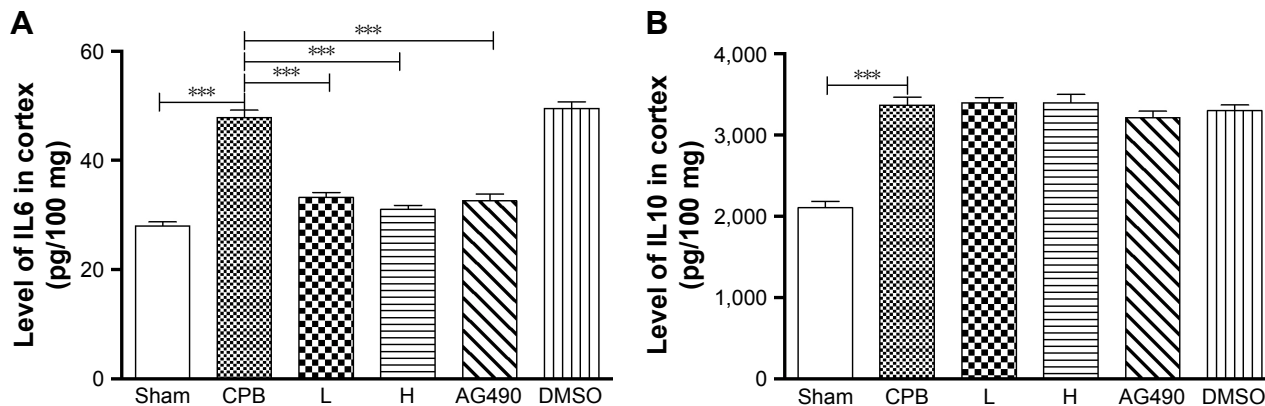 A
Level of IL6 in cortex
(pg/100 mg)
60
40
20
0
***
***
***
***
Sham CPB L H AG490 DMSO
B
Level of IL10 in cortex
(pg/100 mg)
4,000
3,000
2,000
1,000
0
***
Sham CPB L H AG490 DMSO